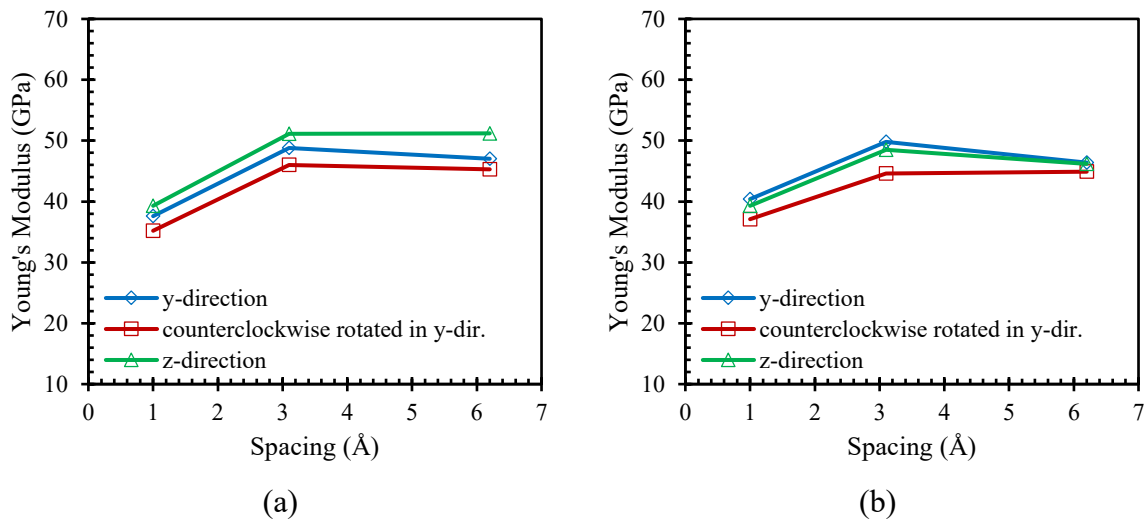 70
60
50
40
30
20
10
Young's Modulus (GPa)
y-direction
counterclockwise rotated in y-dir.
z-direction
0 1 2 3 4 5 6 7
Spacing (Å)
(a)
70
60
50
40
30
20
10
Young's Modulus (GPa)
y-direction
counterclockwise rotated in y-dir.
z-direction
0 1 2 3 4 5 6 7
Spacing (Å)
(b)